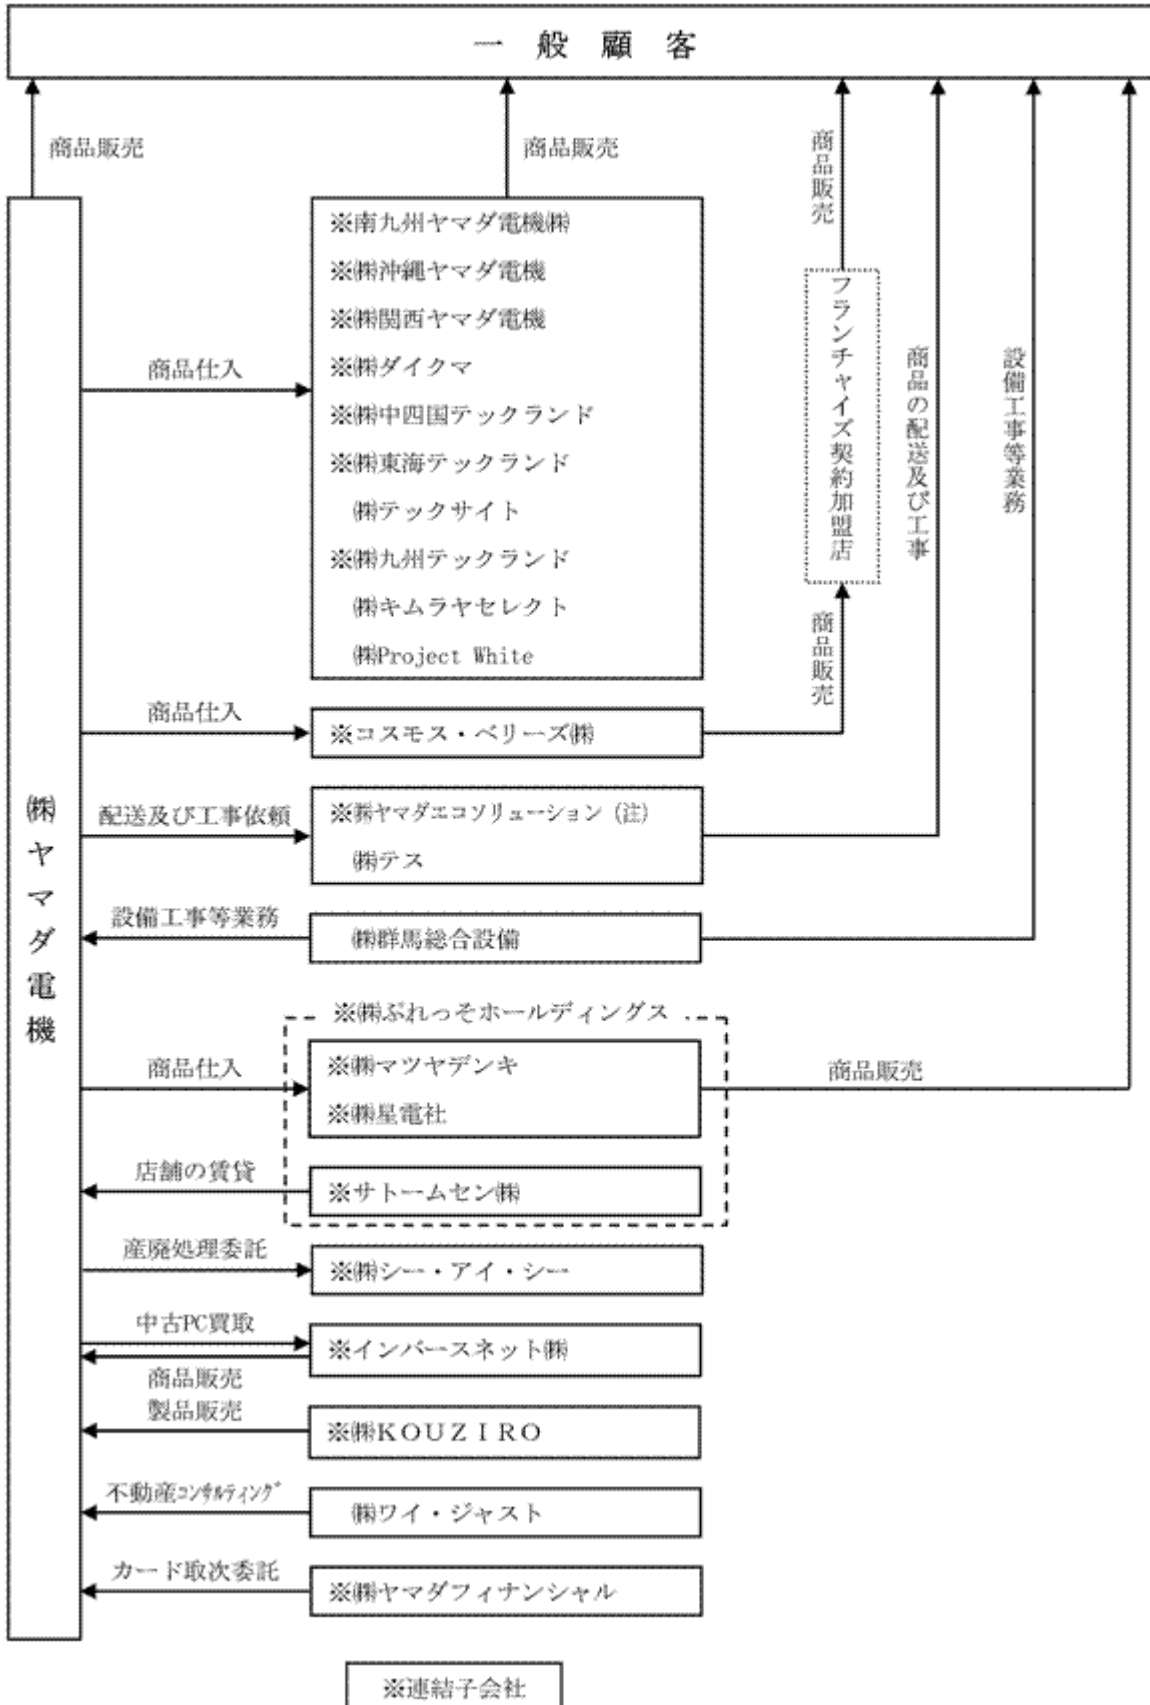 一般顧客
商品販売
商品販売
商品販売
※南九州ヤマダ電機㈱
※㈱沖縄ヤマダ電機
※㈱関西ヤマダ電機
※㈱ダイクマ
※㈱中四国テックランド
※㈱東海テックランド
㈱テックサイト
※㈱九州テックランド
㈱キムラヤセレクト
㈱Project White
商品仕入
フランチャイズ契約加盟店
商品の配送及び工事
設備工事等業務
商品販売
商品仕入
※コスモス・ベリーズ㈱
㈱ヤマダ電機
配送及び工事依頼
※㈱ヤマダエコソリューション（注）
㈱テス
設備工事等業務
㈱群馬総合設備
※㈱ぷれっそホールディングス
商品仕入
※㈱マツヤデンキ
※㈱星電社
商品販売
店舗の賃貸
※サトームセン㈱
産廃処理委託
※㈱シー・アイ・シー
中古PC買取
※インバースネット㈱
商品販売
製品販売
※㈱ＫＯＵＺＩＲＯ
不動産ｺﾝｻﾙﾃｨﾝｸﾞ
㈱ワイ・ジャスト
カード取次委託
※㈱ヤマダフィナンシャル
※連結子会社